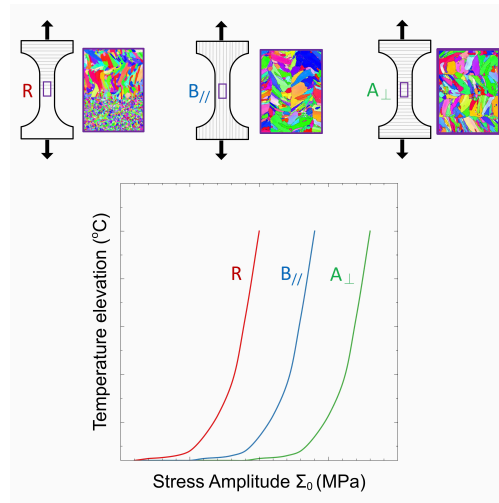 R
B//
A⊥
R
B//
A⊥
Temperature elevation (°C)
Stress Amplitude Σ₀ (MPa)